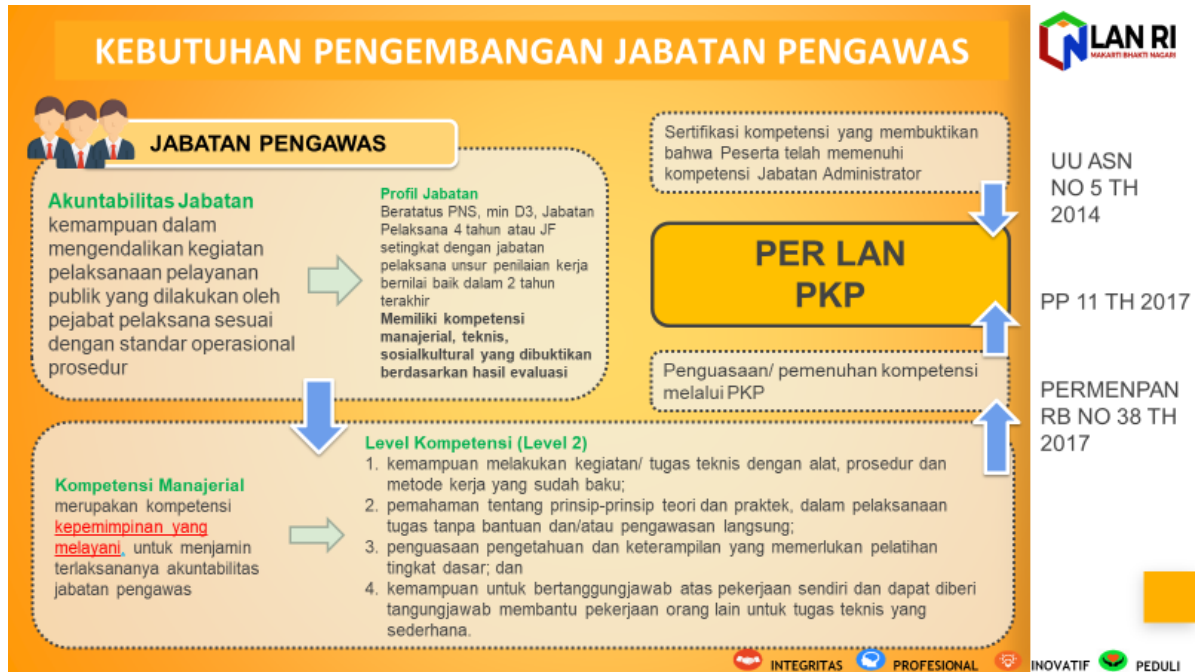 KEBUTUHAN PENGEMBANGAN JABATAN PENGAWAS
LAN RI
MAKARTI BHAKTI NAGARI
JABATAN PENGAWAS
Akuntabilitas Jabatan
kemampuan dalam
mengendalikan kegiatan
pelaksanaan pelayanan
publik yang dilakukan oleh
pejabat pelaksana sesuai
dengan standar operasional
prosedur
Profil Jabatan
Beratatus PNS, min D3, Jabatan
Pelaksana 4 tahun atau JF
setingkat dengan jabatan
pelaksana unsur penilaian kerja
bernilai baik dalam 2 tahun
terakhir
Memiliki kompetensi
manajerial, teknis,
sosialkultural yang dibuktikan
berdasarkan hasil evaluasi
Sertifikasi kompetensi yang membuktikan
bahwa Peserta telah memenuhi
kompetensi Jabatan Administrator
PER LAN
PKP
Penguasaan/ pemenuhan kompetensi
melalui PKP
UU ASN
NO 5 TH
2014
PP 11 TH 2017
PERMENPAN
RB NO 38 TH
2017
Kompetensi Manajerial
merupakan kompetensi
kepemimpinan yang
melayani, untuk menjamin
terlaksananya akuntabilitas
jabatan pengawas
Level Kompetensi (Level 2)
1. kemampuan melakukan kegiatan/ tugas teknis dengan alat, prosedur dan
metode kerja yang sudah baku;
2. pemahaman tentang prinsip-prinsip teori dan praktek, dalam pelaksanaan
tugas tanpa bantuan dan/atau pengawasan langsung;
3. penguasaan pengetahuan dan keterampilan yang memerlukan pelatihan
tingkat dasar; dan
4. kemampuan untuk bertanggungjawab atas pekerjaan sendiri dan dapat diberi
tangungjawab membantu pekerjaan orang lain untuk tugas teknis yang
sederhana.
INTEGRITAS PROFESIONAL INOVATIF PEDULI